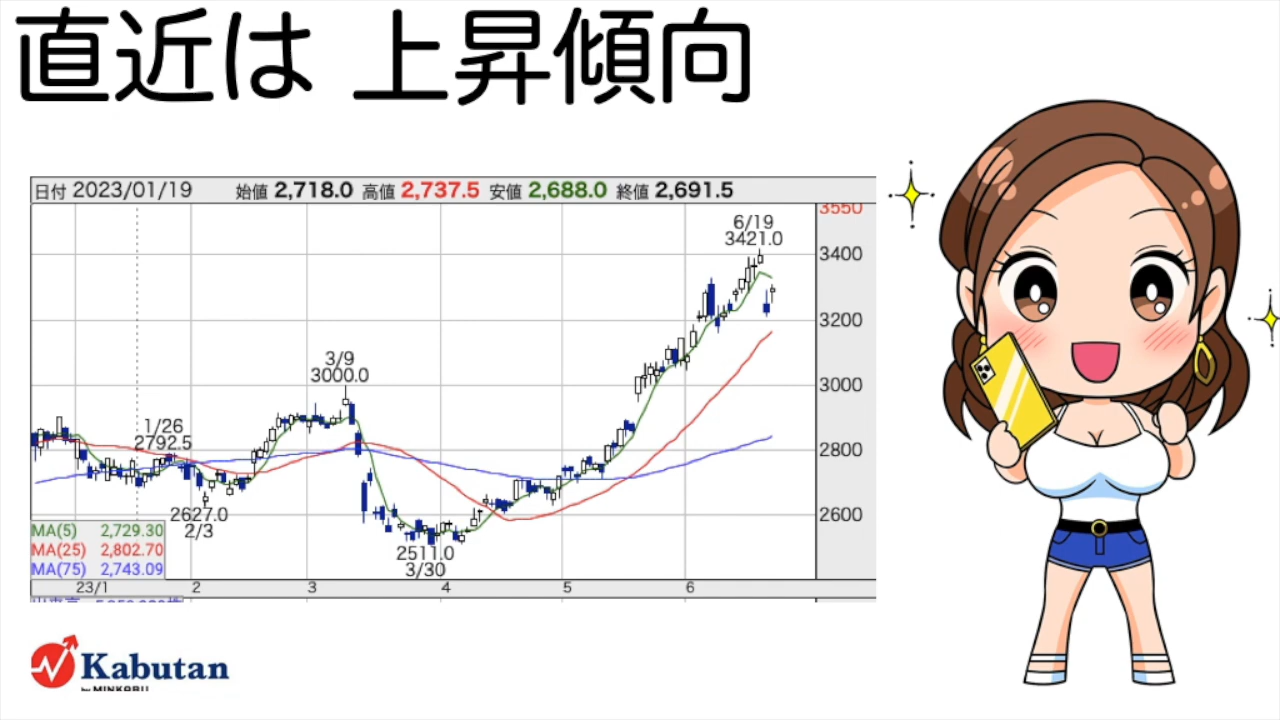 直近は 上昇傾向
日付 2023/01/19 始値 2,718.0 高値 2,737.5 安値 2,688.0 終値 2,691.5
3550
6/19
3421.0
3400
3200
3/9
3000.0
3000
1/26
2792.5
2800
2627.0
2/3
2600
2511.0
3/30
MA(5) 2,729.30
MA(25) 2,802.70
MA(75) 2,743.09
23/1 2 3 4 5 6
Kabutan
by MINKABU